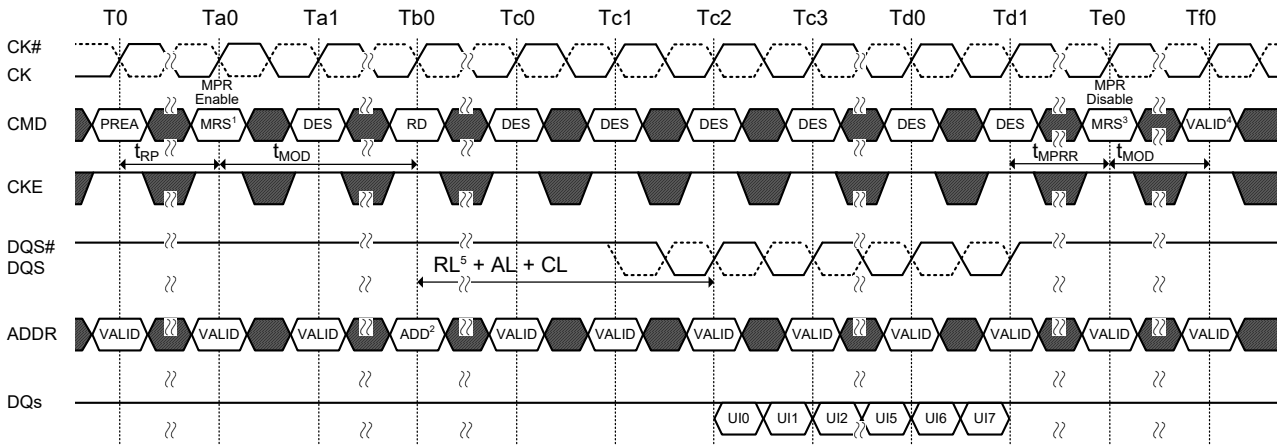 T0 Ta0 Ta1 Tb0 Tc0 Tc1 Tc2 Tc3 Td0 Td1 Te0 Tf0
CK#
CK
MPR Enable MPR Disable
CMD PREA MRS¹ DES RD DES DES DES DES DES DES MRS³ VALID⁴
tRP tMOD tMPRR tMOD
CKE
DQS#
DQS
RL⁵ + AL + CL
ADDR VALID VALID VALID ADD² VALID VALID VALID VALID VALID VALID VALID VALID
DQs UI0 UI1 UI2 UI5 UI6 UI7